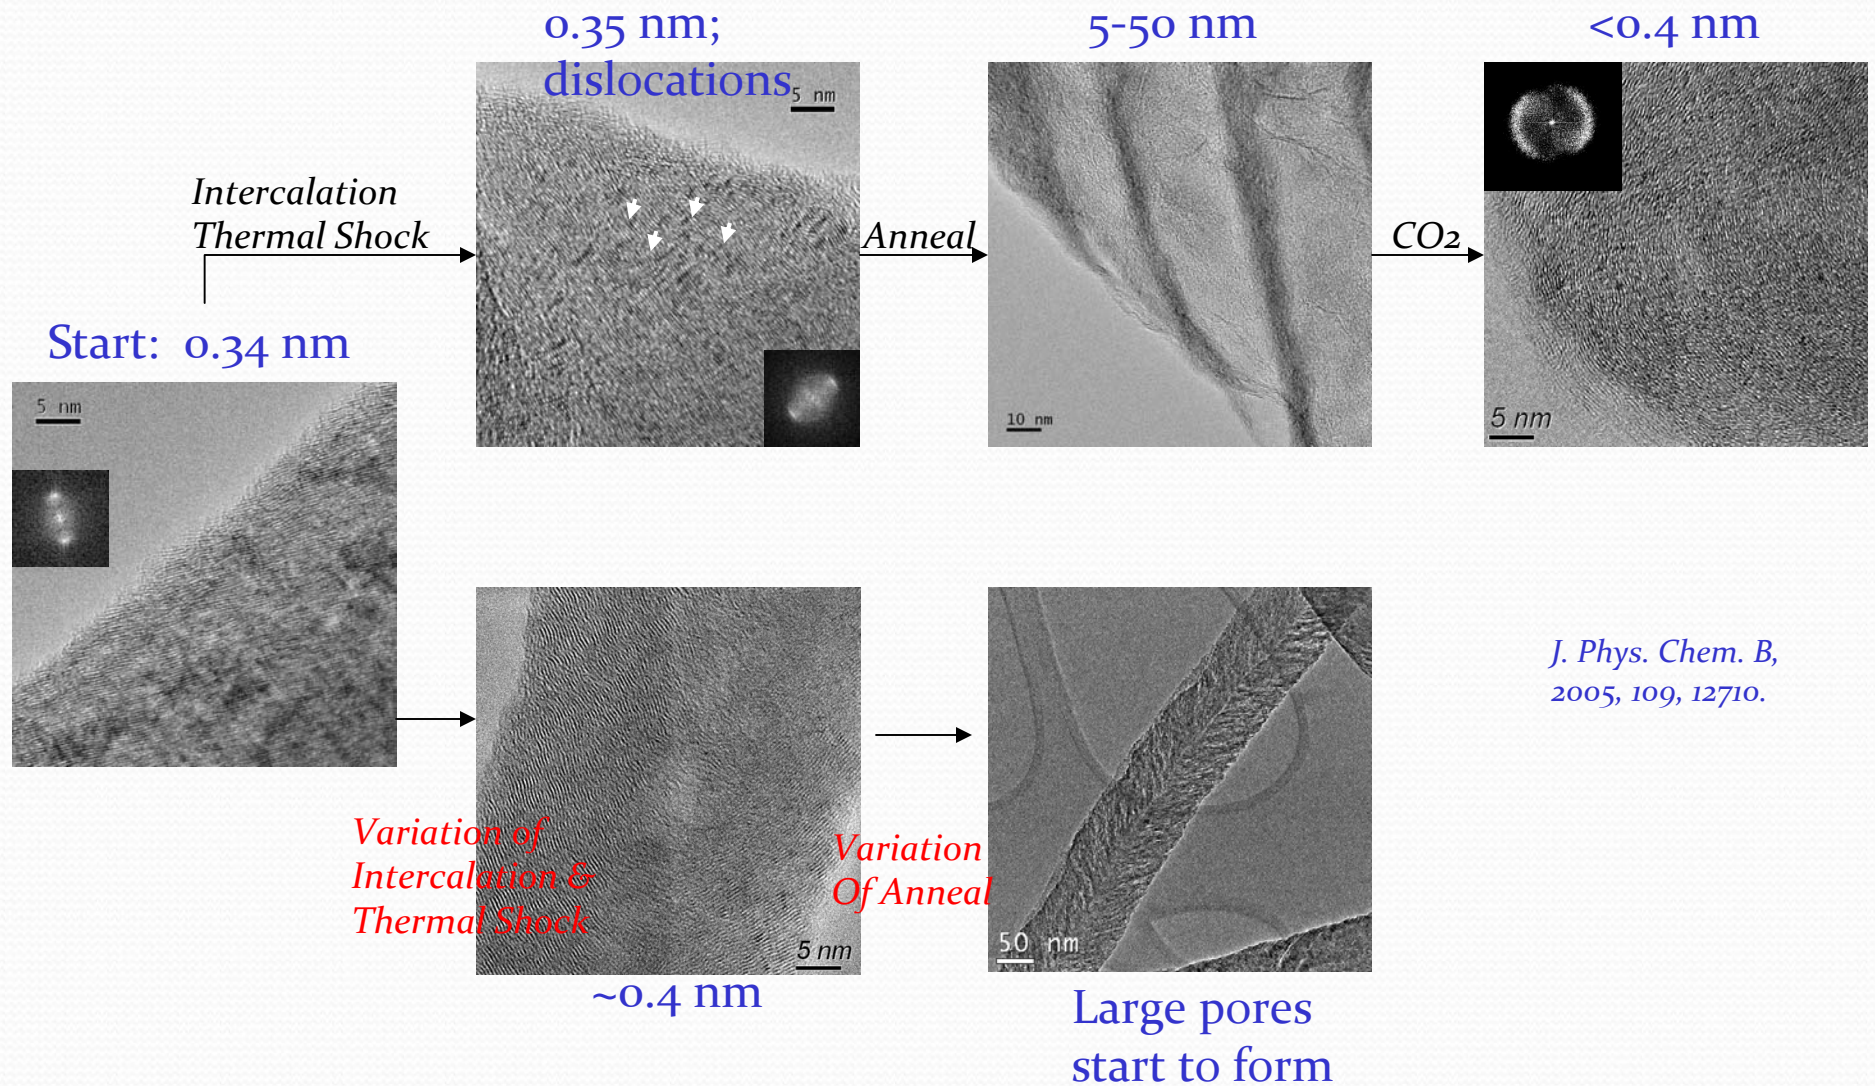 0.35 nm;
dislocations
5-50 nm
<0.4 nm
5 nm
Intercalation
Thermal Shock
Anneal
CO2
10 nm
5 nm
Start: 0.34 nm
5 nm
J. Phys. Chem. B,
2005, 109, 12710.
Variation of
Intercalation &
Thermal Shock
5 nm
~0.4 nm
Variation
Of Anneal
50 nm
Large pores
start to form